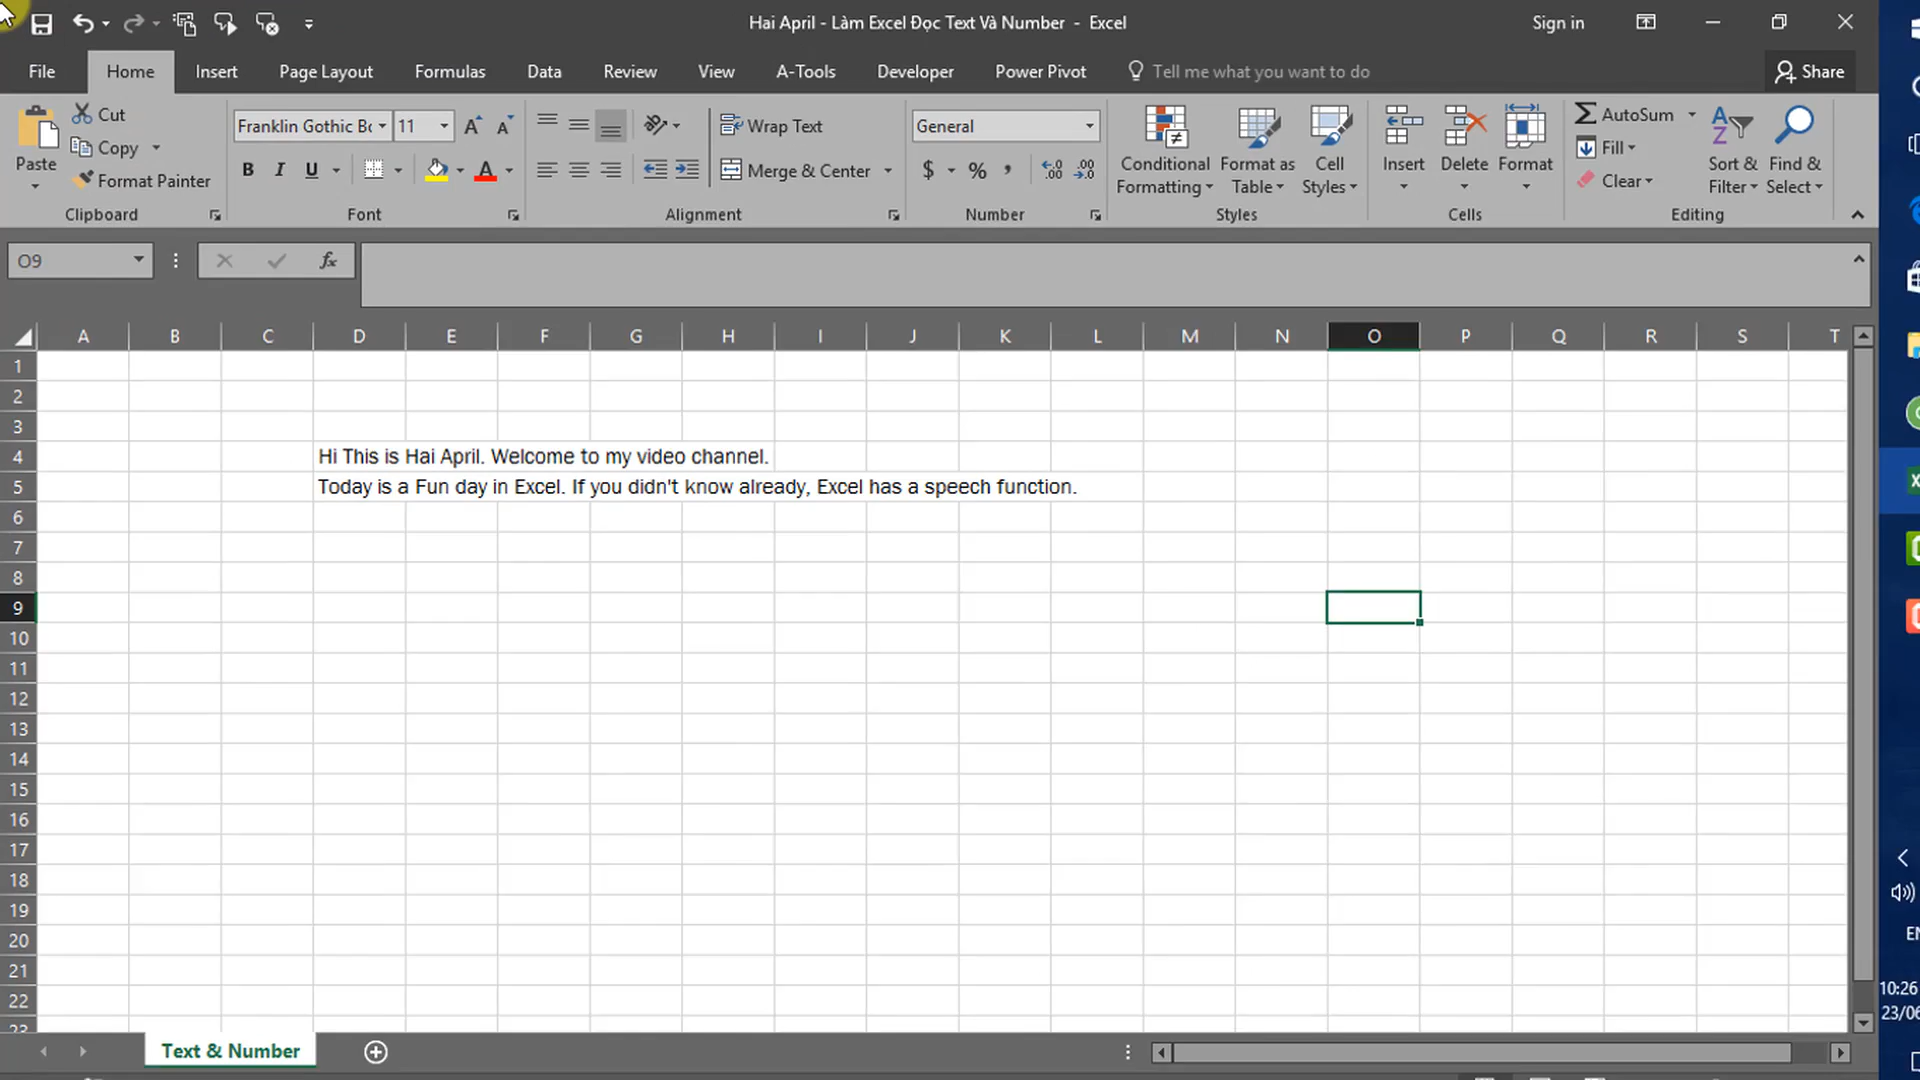 Hai April - Làm Excel Đọc Text Và Number - Excel
Sign in
File Home Insert Page Layout Formulas Data Review View A-Tools Developer Power Pivot Tell me what you want to do Share
Paste
Cut
Copy
Format Painter
Clipboard
Franklin Gothic Bo 11
B I U
Font
Wrap Text
Merge & Center
Alignment
General
$ % ,
Number
Conditional Formatting
Format as Table
Cell Styles
Styles
Insert
Delete
Format
Cells
AutoSum
Fill
Clear
Sort & Filter
Find & Select
Editing
O9
fx
A B C D E F G H I J K L M N O P Q R S T
1
2
3
4 Hi This is Hai April. Welcome to my video channel.
5 Today is a Fun day in Excel. If you didn't know already, Excel has a speech function.
6
7
8
9
10
11
12
13
14
15
16
17
18
19
20
21
22
23
Text & Number
10:26